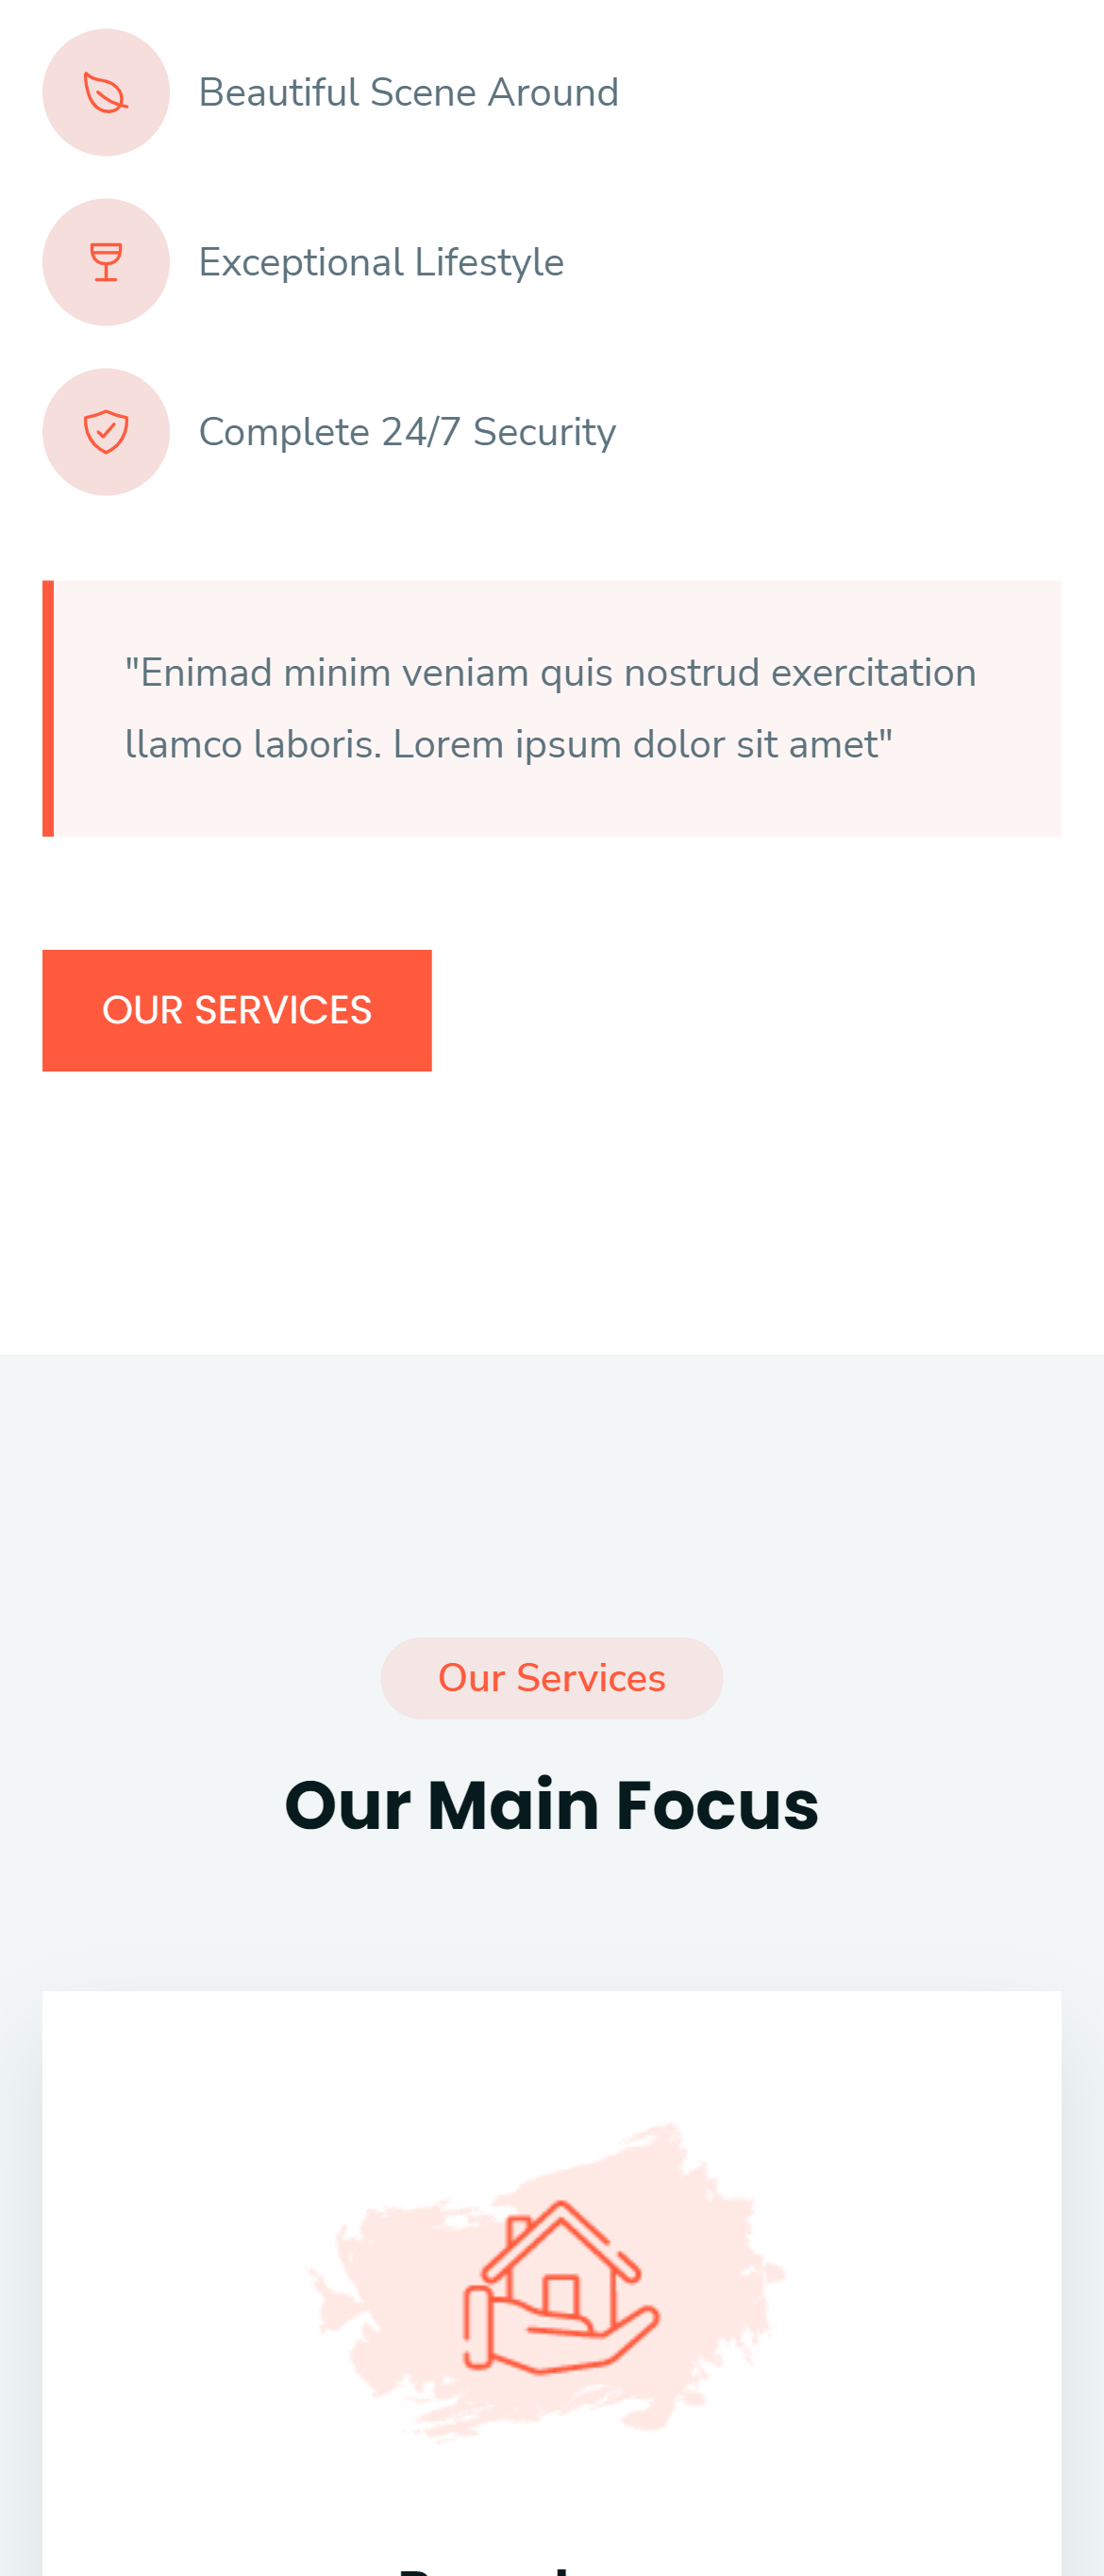 Beautiful Scene Around
Exceptional Lifestyle
Complete 24/7 Security
"Enimad minim veniam quis nostrud exercitation
llamco laboris. Lorem ipsum dolor sit amet"
OUR SERVICES
Our Services
Our Main Focus